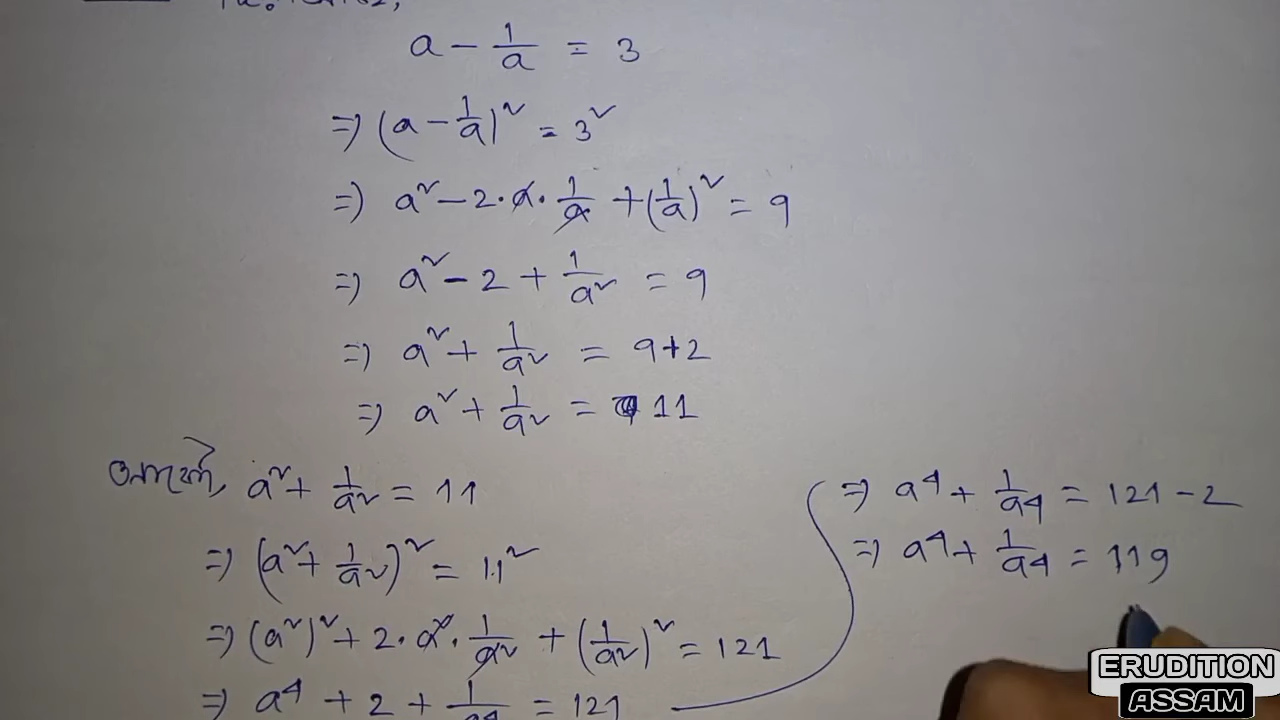 a - 1/a = 3
⇒ (a - 1/a)² = 3²
⇒ a² - 2·a·1/a + (1/a)² = 9
⇒ a² - 2 + 1/a² = 9
⇒ a² + 1/a² = 9+2
⇒ a² + 1/a² = 11
a² + 1/a² = 11
⇒ (a² + 1/a²)² = 11²
⇒ (a²)² + 2·a²·1/a² + (1/a²)² = 121
⇒ a⁴ + 2 + 1/a⁴ = 121
⇒ a⁴ + 1/a⁴ = 121-2
⇒ a⁴ + 1/a⁴ = 119
ERUDITION
ASSAM